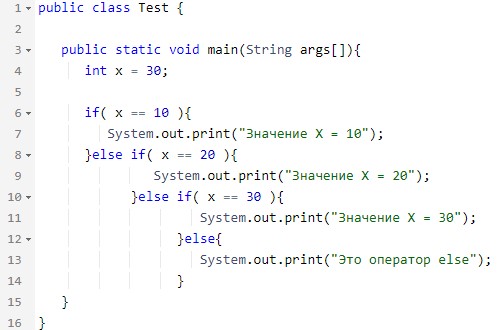 1 public class Test {
2
3 public static void main(String args[]){
4 int x = 30;
5
6 if( x == 10 ){
7 System.out.print("Значение X = 10");
8 }else if( x == 20 ){
9 System.out.print("Значение X = 20");
10 }else if( x == 30 ){
11 System.out.print("Значение X = 30");
12 }else{
13 System.out.print("Это оператор else");
14 }
15 }
16 }